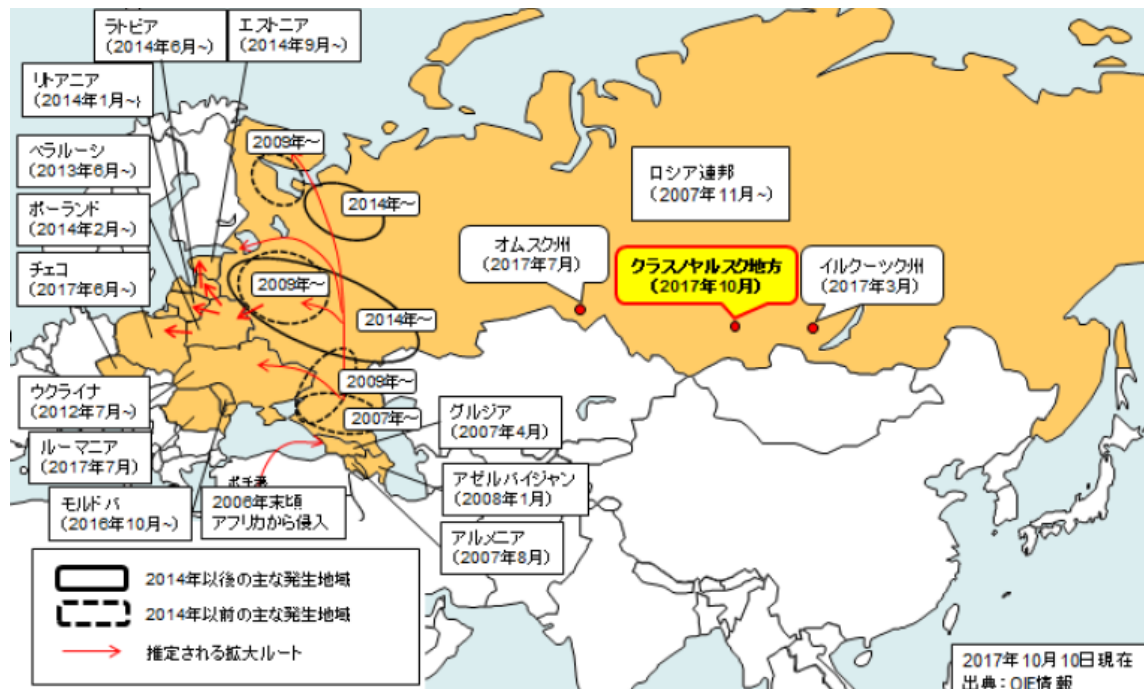 ラトビア
(2014年6月~)
エストニア
(2014年9月~)
リトアニア
(2014年1月~)
ベラルーシ
(2013年6月~)
ポーランド
(2014年2月~)
チェコ
(2017年6月~)
2009年~
2014年~
ロシア連邦
(2007年11月~)
オムスク州
(2017年7月)
クラスノヤルスク地方
(2017年10月)
イルクーツク州
(2017年3月)
2009年~
2014年~
2009年~
2007年~
ウクライナ
(2012年7月~)
ルーマニア
(2017年7月)
モルドバ
(2016年10月~)
ポチ港
2006年末頃
アフリカから侵入
グルジア
(2007年4月)
アゼルバイジャン
(2008年1月)
アルメニア
(2007年8月)
2014年以後の主な発生地域
2014年以前の主な発生地域
推定される拡大ルート
2017年10月10日現在
出典:OIE情報